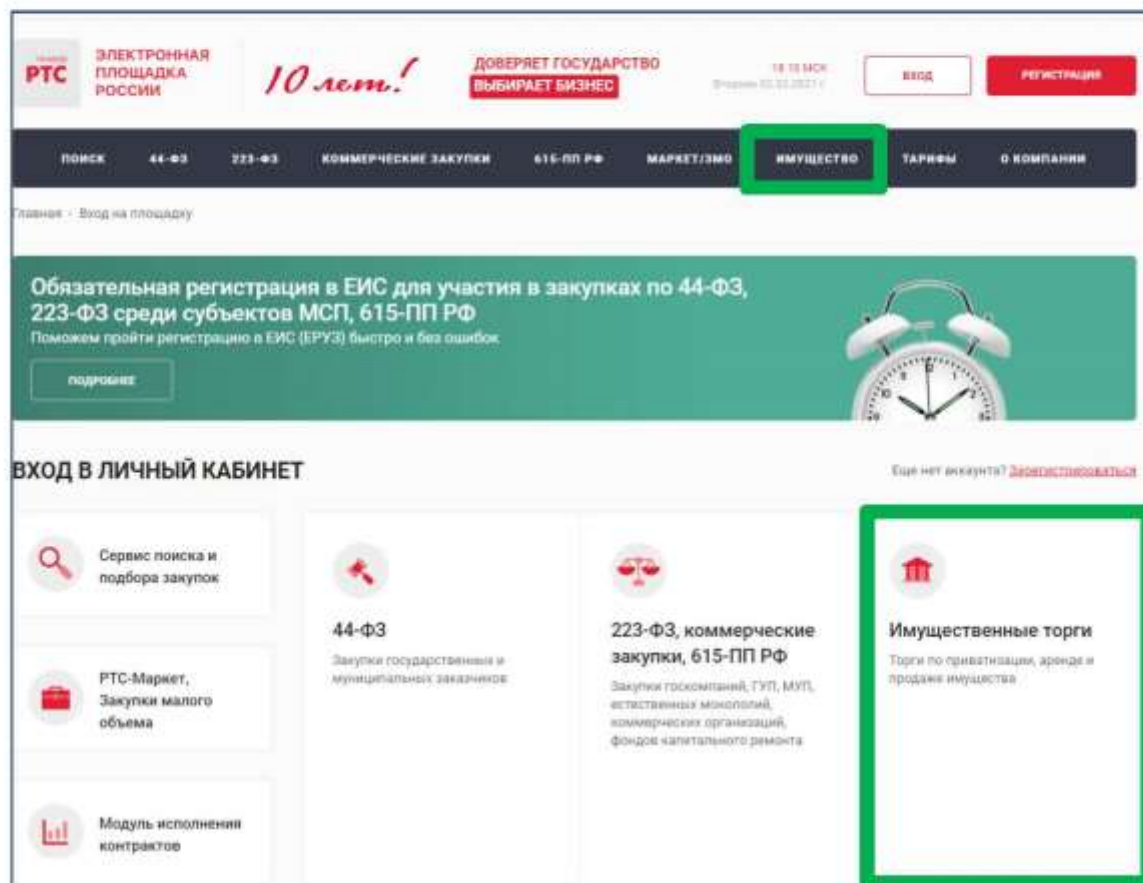 РТС
ЭЛЕКТРОННАЯ
ПЛОЩАДКА
РОССИИ
10 лет!
ДОВЕРЯЕТ ГОСУДАРСТВО
ВЫБИРАЕТ БИЗНЕС
ВХОД
РЕГИСТРАЦИЯ
ПОИСК 44-ФЗ 223-ФЗ КОММЕРЧЕСКИЕ ЗАКУПКИ 615-ПП РФ МАРКЕТ/ЗМО ИМУЩЕСТВО ТАРИФЫ О КОМПАНИИ
Главная - Вход на площадку
Обязательная регистрация в ЕИС для участия в закупках по 44-ФЗ,
223-ФЗ среди субъектов МСП, 615-ПП РФ
Поможем пройти регистрацию в ЕИС (ЕРУЗ) быстро и без ошибок
ПОДРОБНЕЕ
ВХОД В ЛИЧНЫЙ КАБИНЕТ
Еще нет аккаунта? Зарегистрироваться
Сервис поиска и
подбора закупок
РТС-Маркет,
Закупки малого
объема
Модуль исполнения
контрактов
44-ФЗ
Закупки государственных и
муниципальных заказчиков
223-ФЗ, коммерческие
закупки, 615-ПП РФ
Закупки госкомпаний, ГУП, МУП,
естественных монополий,
коммерческих организаций,
фондов капитального ремонта
Имущественные торги
Торги по приватизации, аренде и
продаже имущества